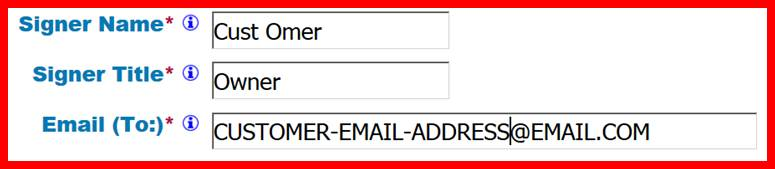 Signer Name* Cust Omer
Signer Title* Owner
Email (To:)* CUSTOMER-EMAIL-ADDRESS@EMAIL.COM